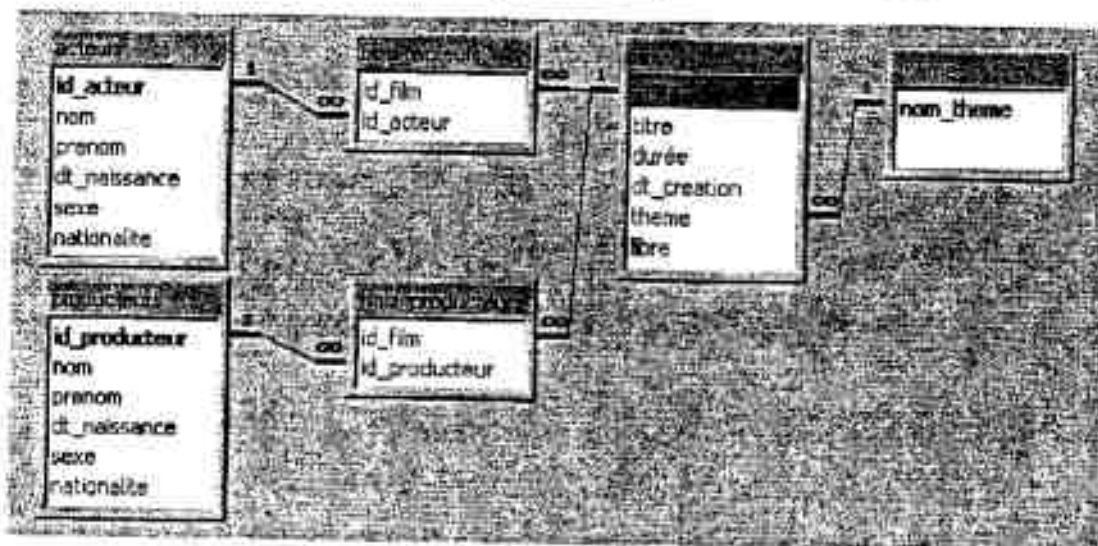 acteurs
id_acteur
nom
prenom
dt_naissance
sexe
nationalite
id_film
id_acteur
titre
durée
dt_creation
theme
libre
nom_theme
producteurs
id_producteur
nom
prenom
dt_naissance
sexe
nationalite
id_film
id_producteur
1
∞
∞
1
1
∞
1
∞
∞